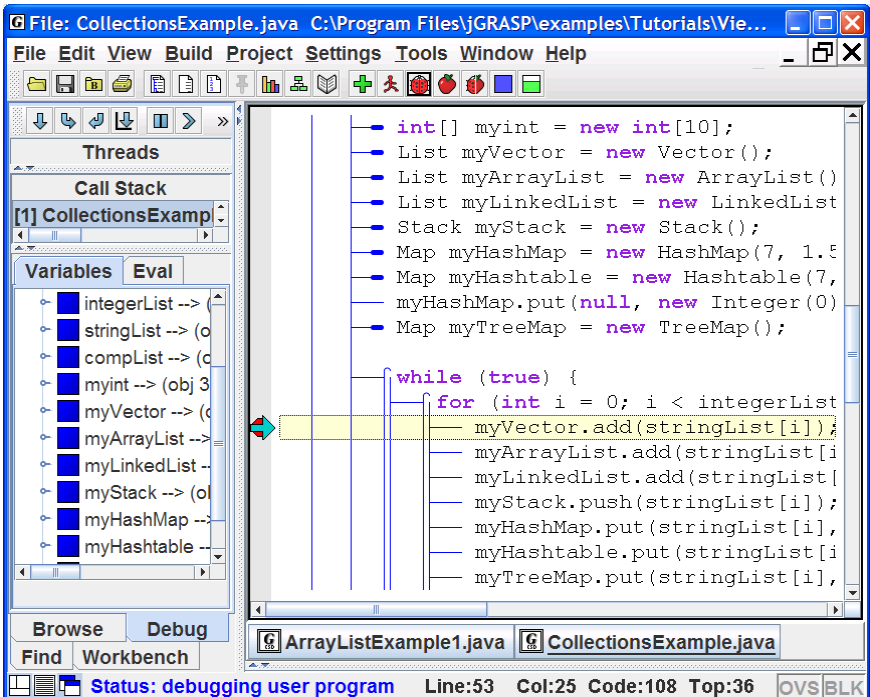 File: CollectionsExample.java C:\Program Files\jGRASP\examples\Tutorials\Vie...
File Edit View Build Project Settings Tools Window Help
Threads
Call Stack
[1] CollectionsExampl
Variables Eval
integerList --> (
stringList --> (o
compList --> (o
myint --> (obj 3
myVector --> (o
myArrayList -->
myLinkedList --
myStack --> (ob
myHashMap -->
myHashtable --
Browse Debug
Find Workbench
int[] myint = new int[10];
List myVector = new Vector();
List myArrayList = new ArrayList()
List myLinkedList = new LinkedList
Stack myStack = new Stack();
Map myHashMap = new HashMap(7, 1.5
Map myHashtable = new Hashtable(7,
myHashMap.put(null, new Integer(0)
Map myTreeMap = new TreeMap();
while (true) {
for (int i = 0; i < integerList
myVector.add(stringList[i]);
myArrayList.add(stringList[i
myLinkedList.add(stringList[
myStack.push(stringList[i]);
myHashMap.put(stringList[i],
myHashtable.put(stringList[i
myTreeMap.put(stringList[i],
ArrayListExample1.java CollectionsExample.java
Status: debugging user program Line:53 Col:25 Code:108 Top:36 OVS BLK